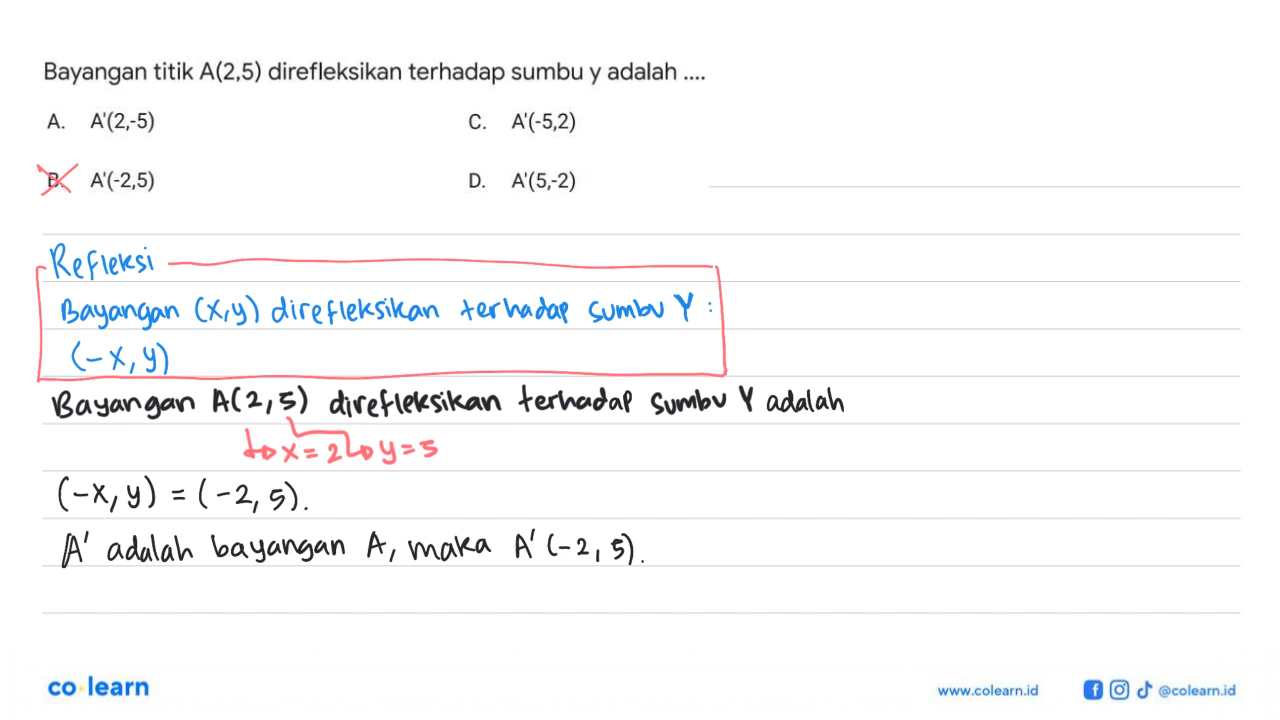 Bayangan titik A(2,5) direfleksikan terhadap sumbu y adalah ....
A. A'(2,-5)
C. A'(-5,2)
B. A'(-2,5)
D. A'(5,-2)
Refleksi
Bayangan (x,y) direfleksikan terhadap sumbu Y :
(-x, y)
Bayangan A(2,5) direfleksikan terhadap sumbu Y adalah
x = 2 y = 5
(-x, y) = (-2, 5).
A' adalah bayangan A, maka A' (-2, 5).
co learn
www.colearn.id
@colearn.id